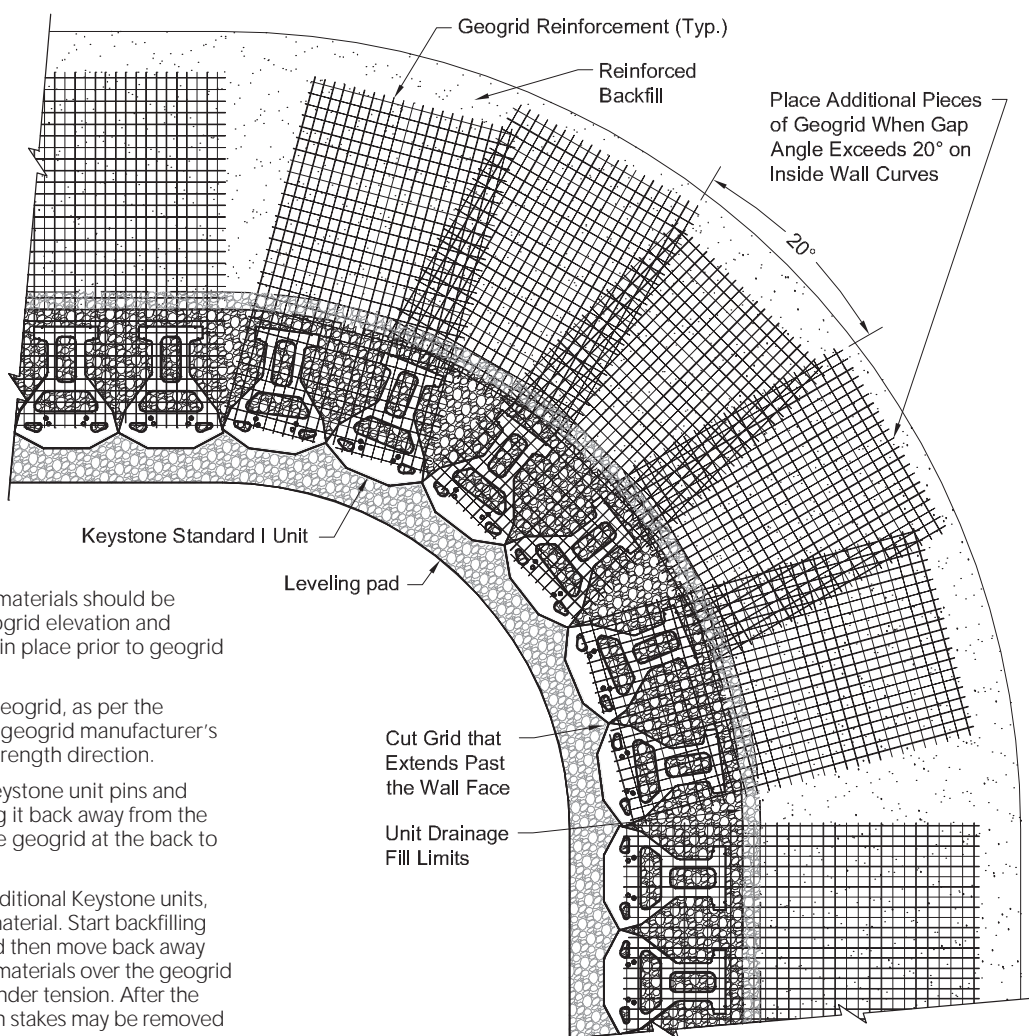 Geogrid Reinforcement (Typ.)
Reinforced
Backfill
Place Additional Pieces
of Geogrid When Gap
Angle Exceeds 20° on
Inside Wall Curves
20°
Keystone Standard I Unit
Leveling pad
Cut Grid that
Extends Past
the Wall Face
Unit Drainage
Fill Limits
materials should be
ogrid elevation and
in place prior to geogrid
eogrid, as per the
geogrid manufacturer's
rength direction.
eystone unit pins and
g it back away from the
e geogrid at the back to
ditional Keystone units,
naterial. Start backfilling
d then move back away
materials over the geogrid
nder tension. After the
n stakes may be removed